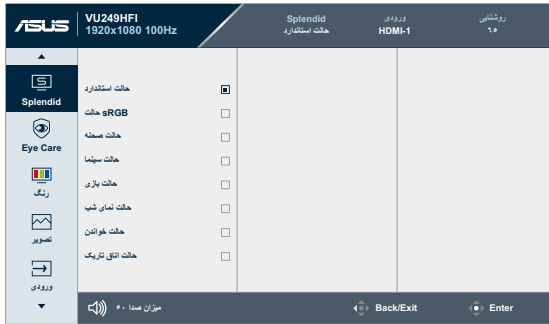 ASUS
VU249HFI
1920x1080 100Hz
Splendid
حالت استاندارد
ورودی
HDMI-1
روشنایی
٦٥
Splendid
Eye Care
رنگ
تصویر
ورودی
حالت استاندارد
حالت sRGB
حالت صحنه
حالت سینما
حالت بازی
حالت نمای شب
حالت خواندن
حالت اتاق تاریک
میزان صدا ٥٠
Back/Exit
Enter